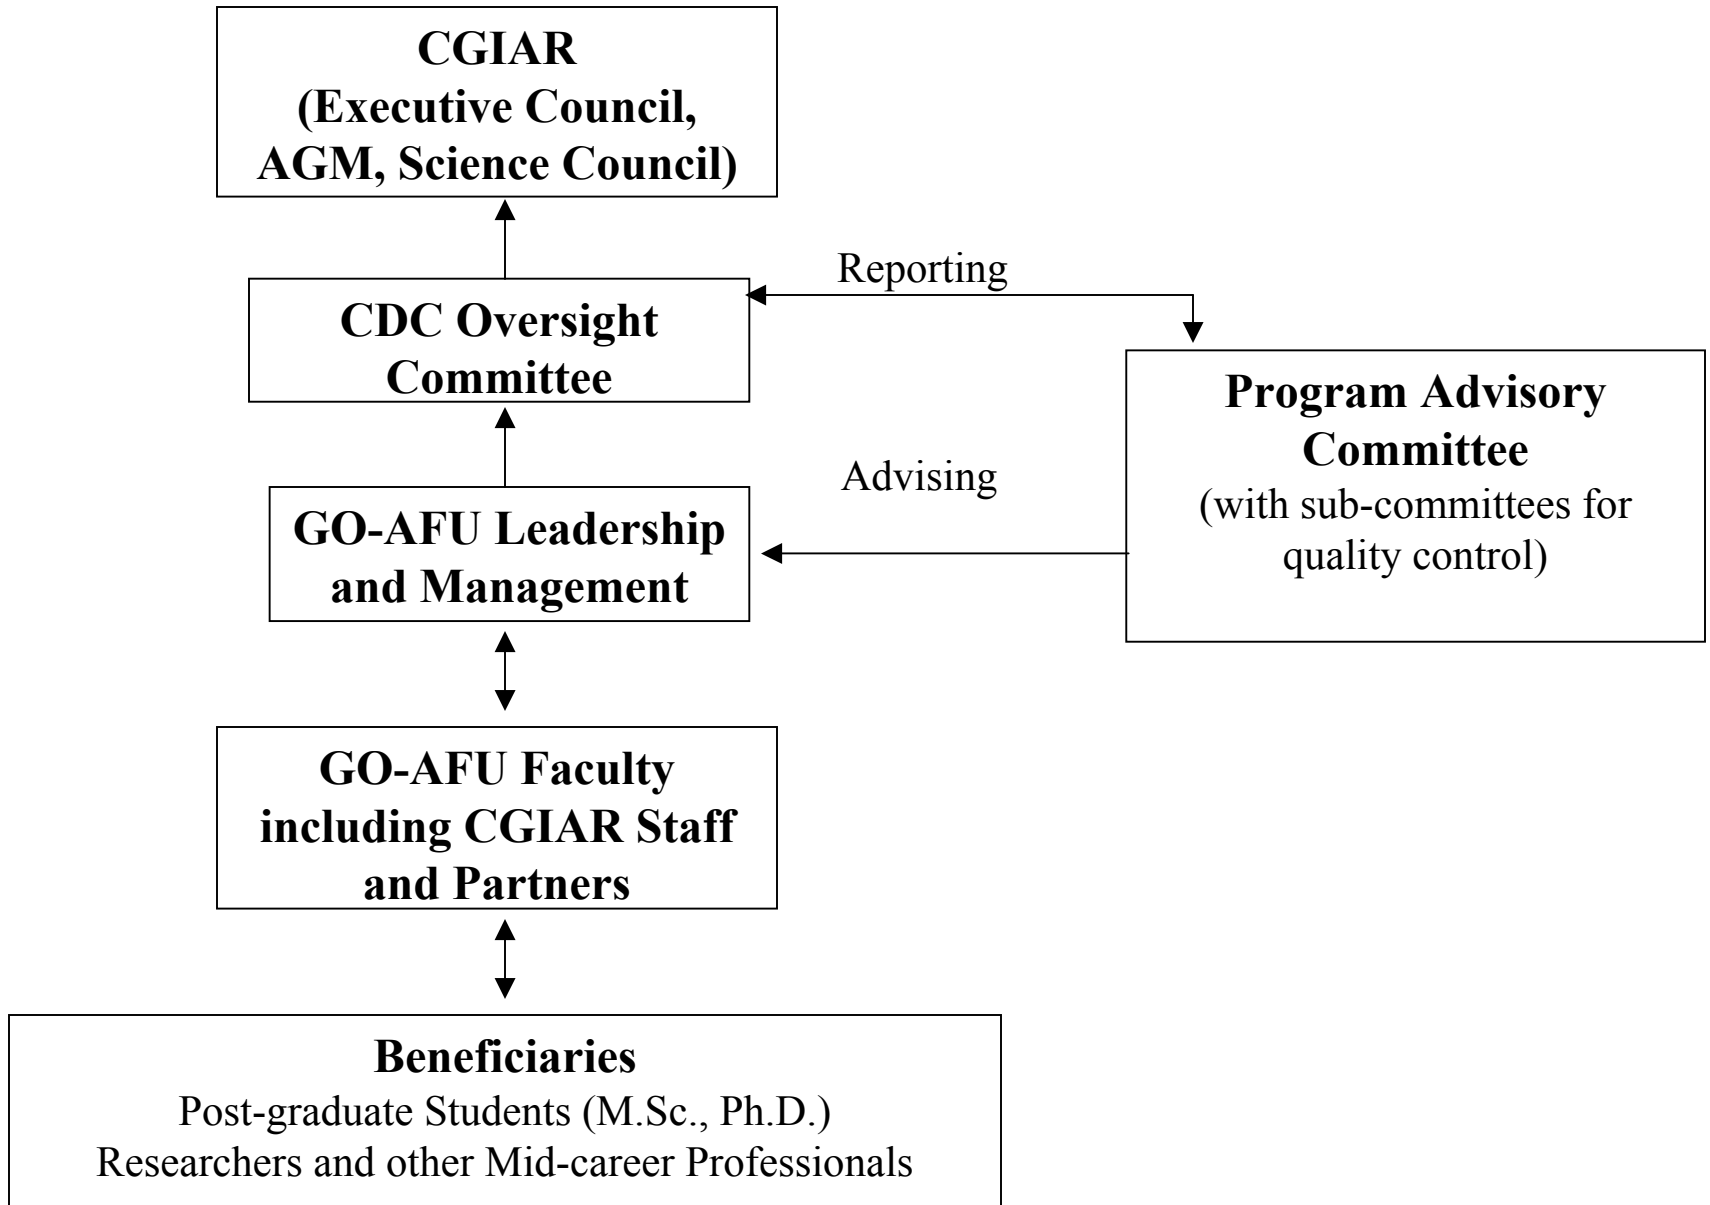 CGIAR
(Executive Council,
AGM, Science Council)
Reporting
CDC Oversight
Committee
Program Advisory
Committee
(with sub-committees for
quality control)
Advising
GO-AFU Leadership
and Management
GO-AFU Faculty
including CGIAR Staff
and Partners
Beneficiaries
Post-graduate Students (M.Sc., Ph.D.)
Researchers and other Mid-career Professionals